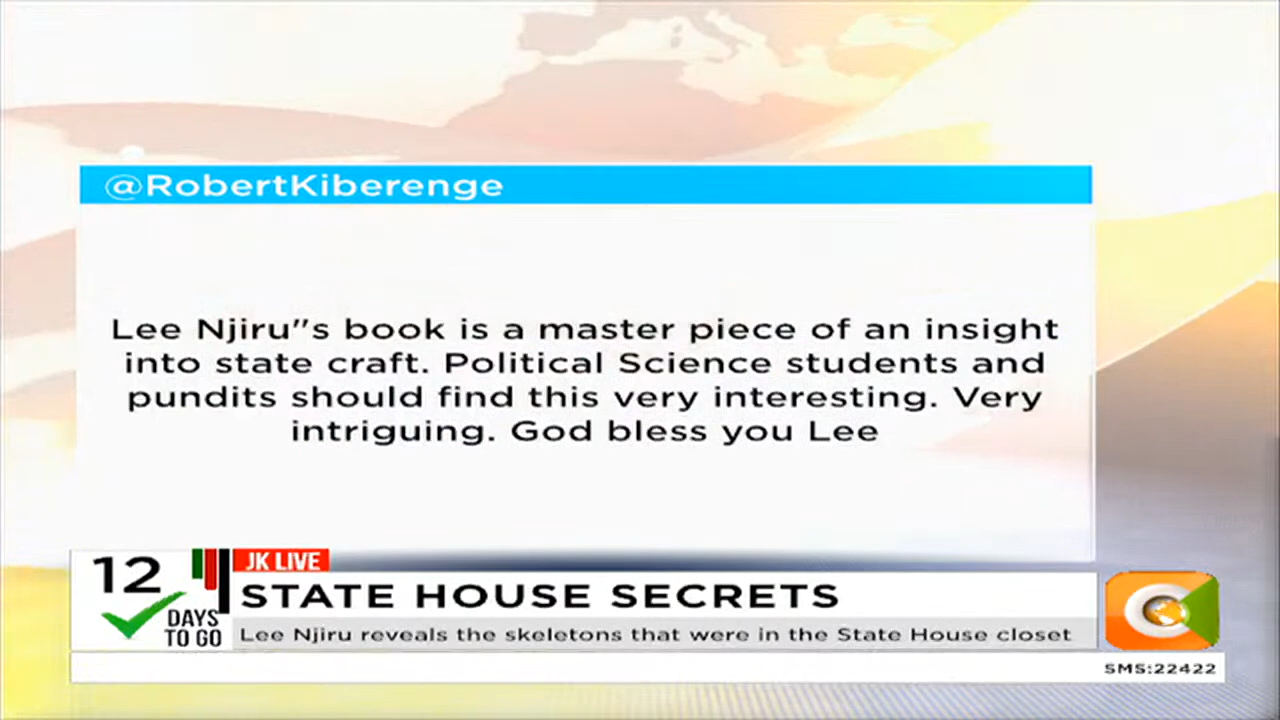 @RobertKiberenge
Lee Njiru"s book is a master piece of an insight
into state craft. Political Science students and
pundits should find this very interesting. Very
intriguing. God bless you Lee
12
DAYS
TO GO
JK LIVE
STATE HOUSE SECRETS
Lee Njiru reveals the skeletons that were in the State House closet
SMS:22422